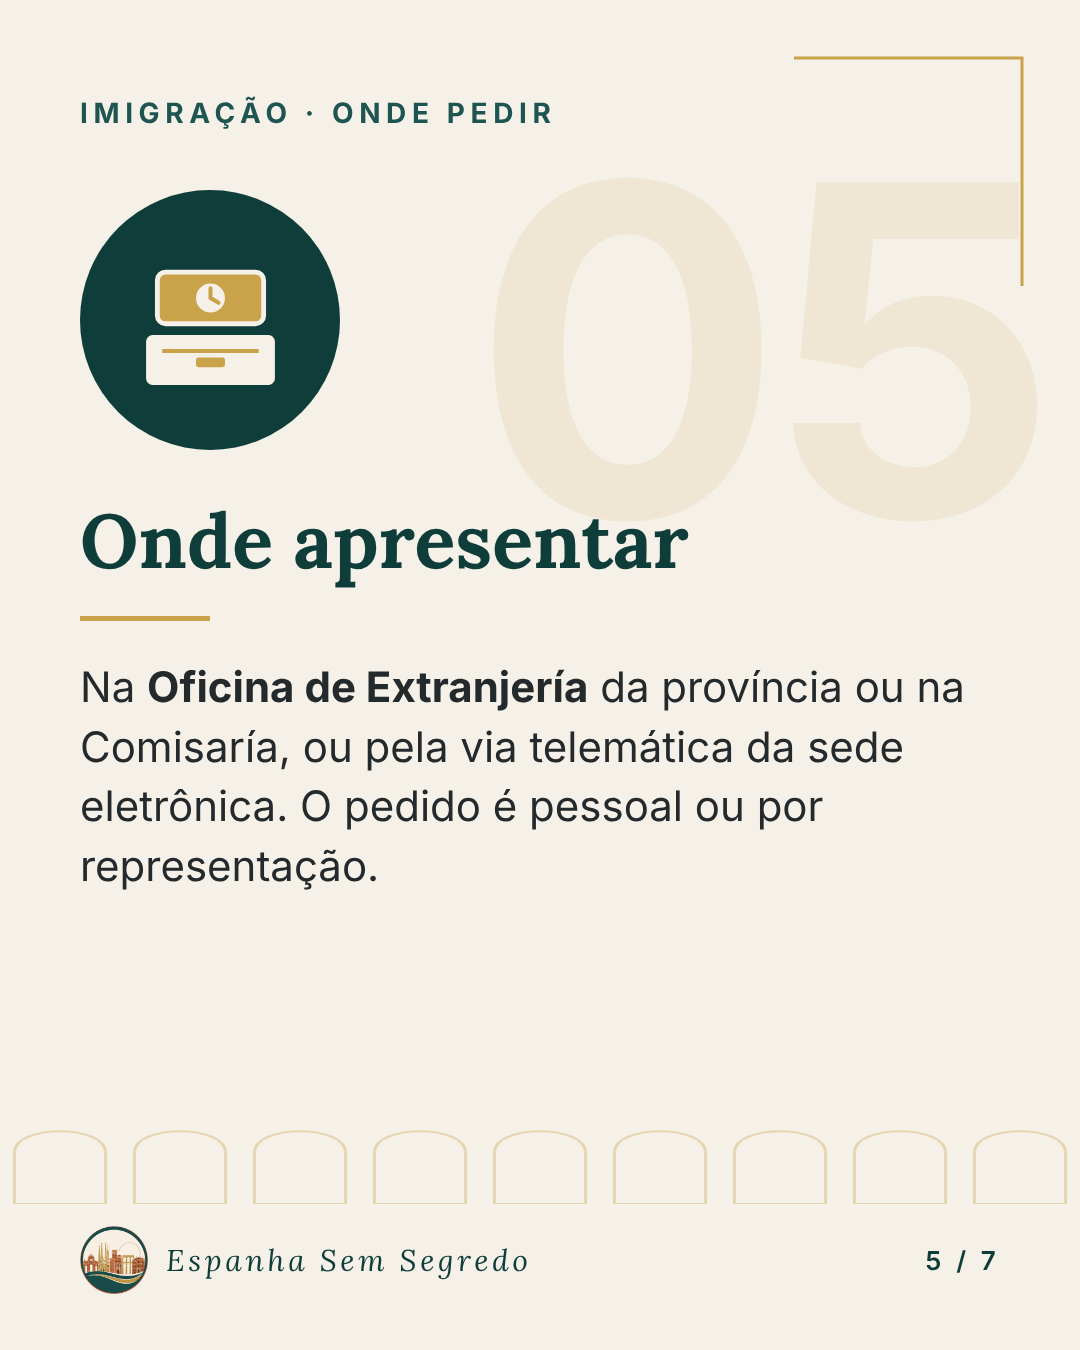 IMIGRAÇÃO · ONDE PEDIR
05
Onde apresentar
Na Oficina de Extranjería da província ou na
Comisaría, ou pela via telemática da sede
eletrônica. O pedido é pessoal ou por
representação.
Espanha Sem Segredo
5 / 7